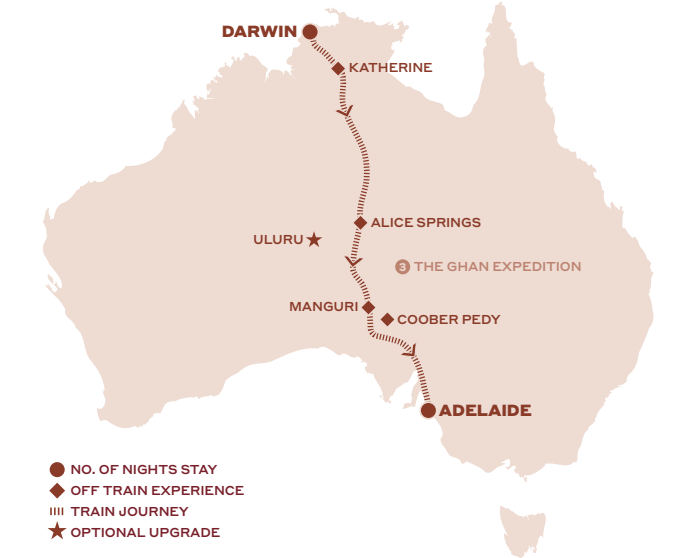 DARWIN
KATHERINE
ALICE SPRINGS
ULURU
3 THE GHAN EXPEDITION
MANGURI
COOBER PEDY
ADELAIDE
NO. OF NIGHTS STAY
OFF TRAIN EXPERIENCE
TRAIN JOURNEY
OPTIONAL UPGRADE